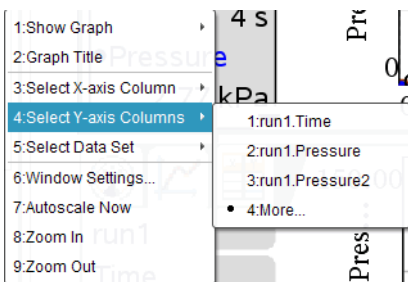 1:Show Graph
2:Graph Title
3:Select X-axis Column
4:Select Y-axis Columns
5:Select Data Set
6:Window Settings...
7:Autoscale Now
8:Zoom In
9:Zoom Out
1:run1.Time
2:run1.Pressure
3:run1.Pressure2
4:More...
4 s
Pressure
kPa
run1
Time
Pre
0
00
Pres